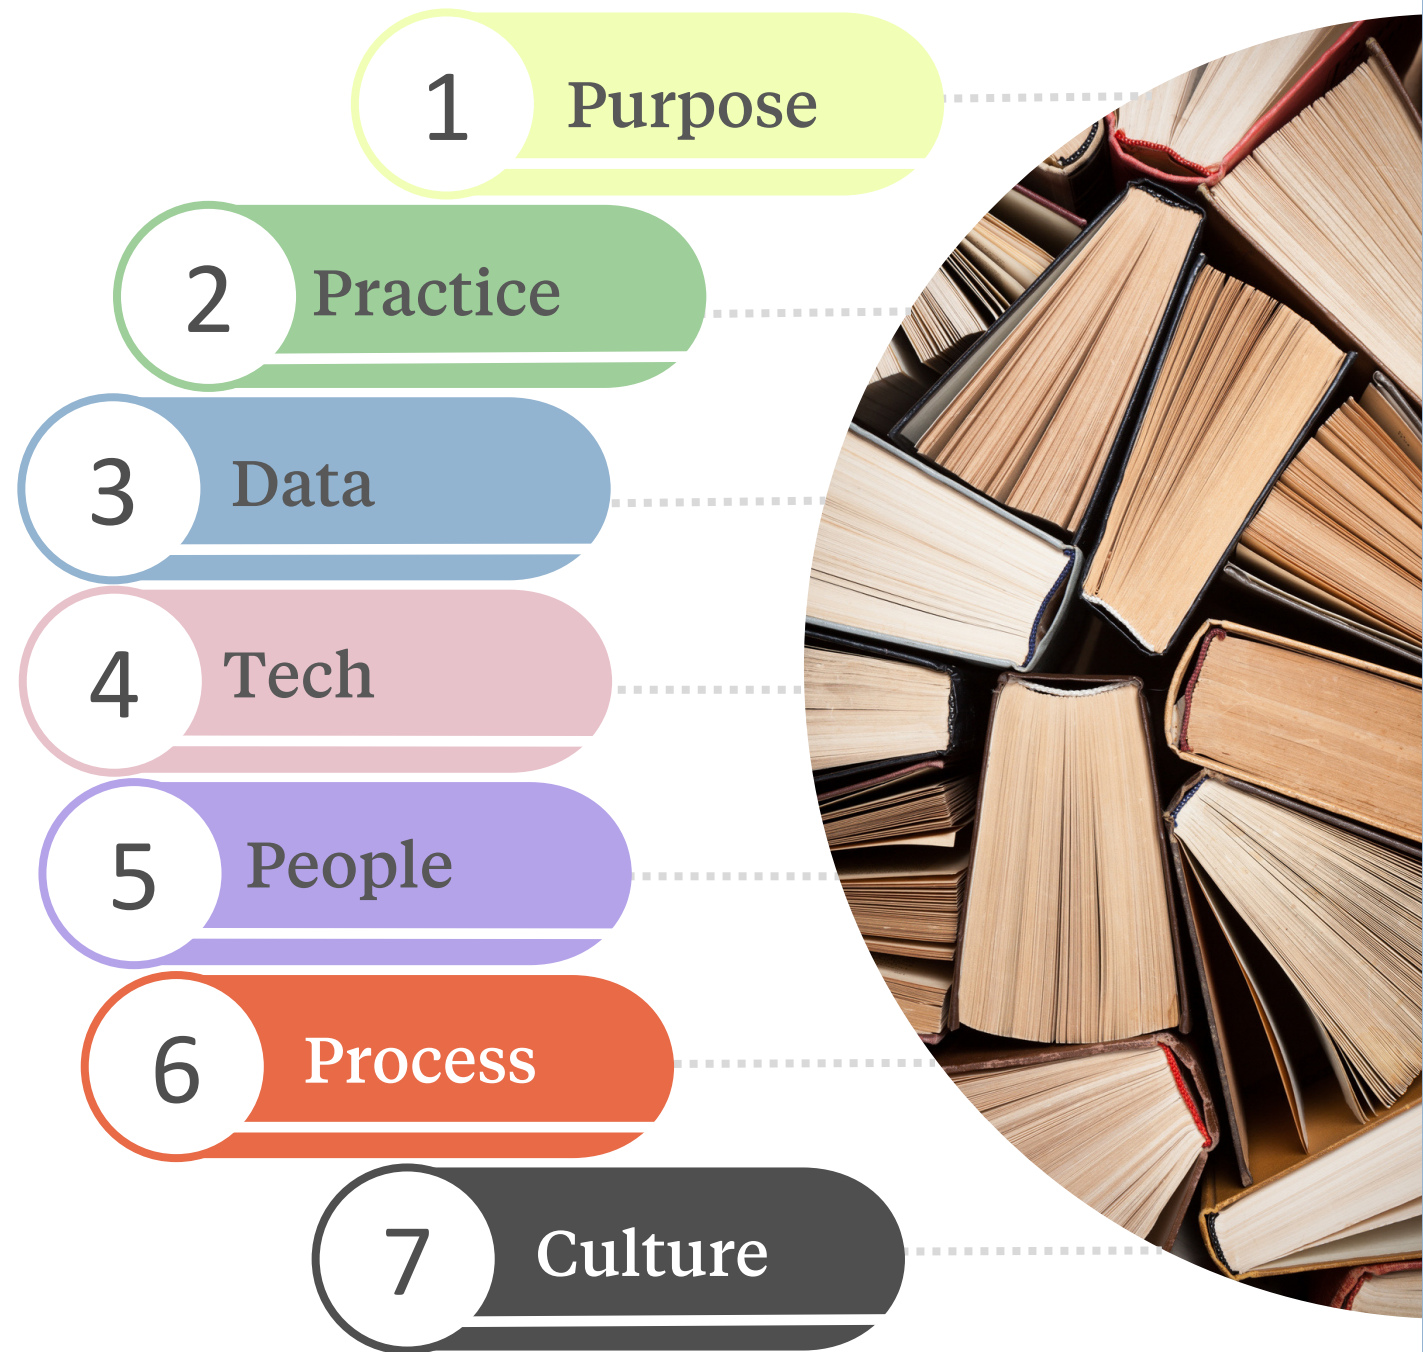 1 Purpose
2 Practice
3 Data
4 Tech
5 People
6 Process
7 Culture